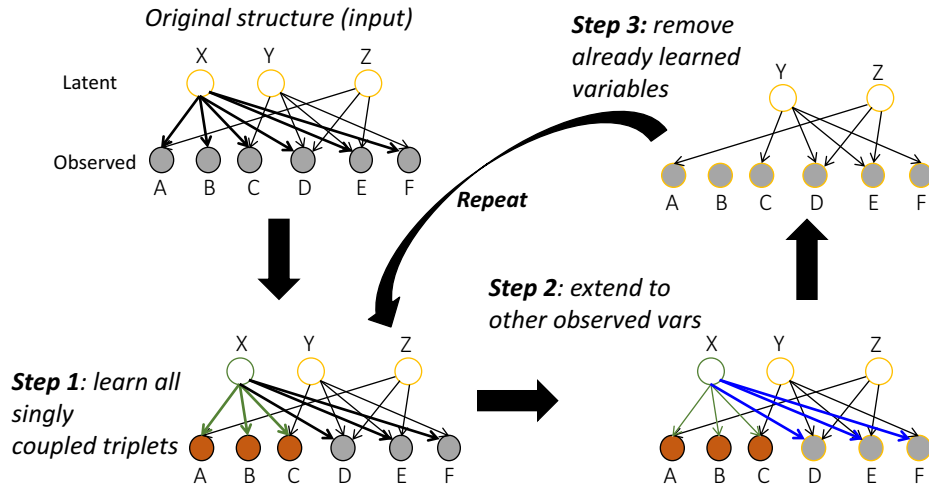 Original structure (input)
X Y Z
Latent
Observed
A B C D E F
Step 3: remove
already learned
variables
Y Z
A B C D E F
Repeat
Step 1: learn all
singly
coupled triplets
X Y Z
A B C D E F
Step 2: extend to
other observed vars
X Y Z
A B C D E F